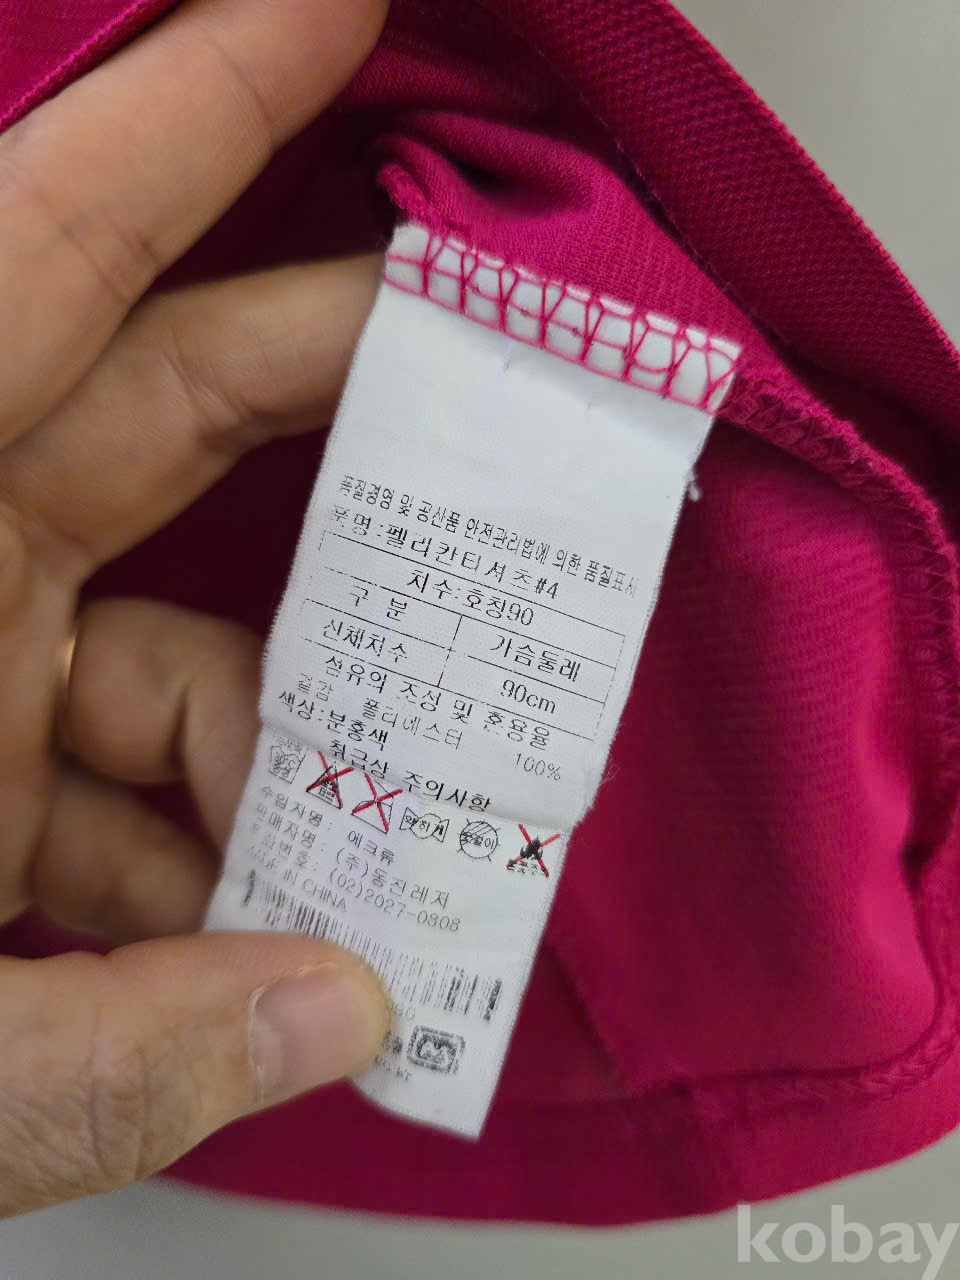 품질경영 및 공산품 안전관리법에 의한 품질표시
품명:펠리칸티셔츠#4
치수:호칭90
구 분 가슴둘레
신체치수 90cm
섬유의 조성 및 혼용율
겉감 폴리에스터 100%
색상:분홍색
취급상 주의사항
약하게
수입자명: 에크류
판매자명: (주)동진레저
전화번호: (02)2027-0808
MADE IN CHINA
kobay